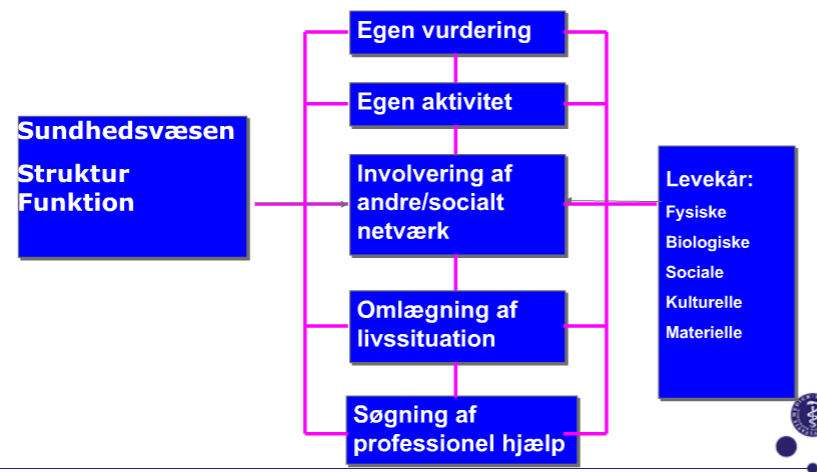 Sundhedsvæsen
Struktur
Funktion
Egen vurdering
Egen aktivitet
Involvering af
andre/socialt
netværk
Omlægning af
livssituation
Søgning af
professionel hjælp
Levekår:
Fysiske
Biologiske
Sociale
Kulturelle
Materielle